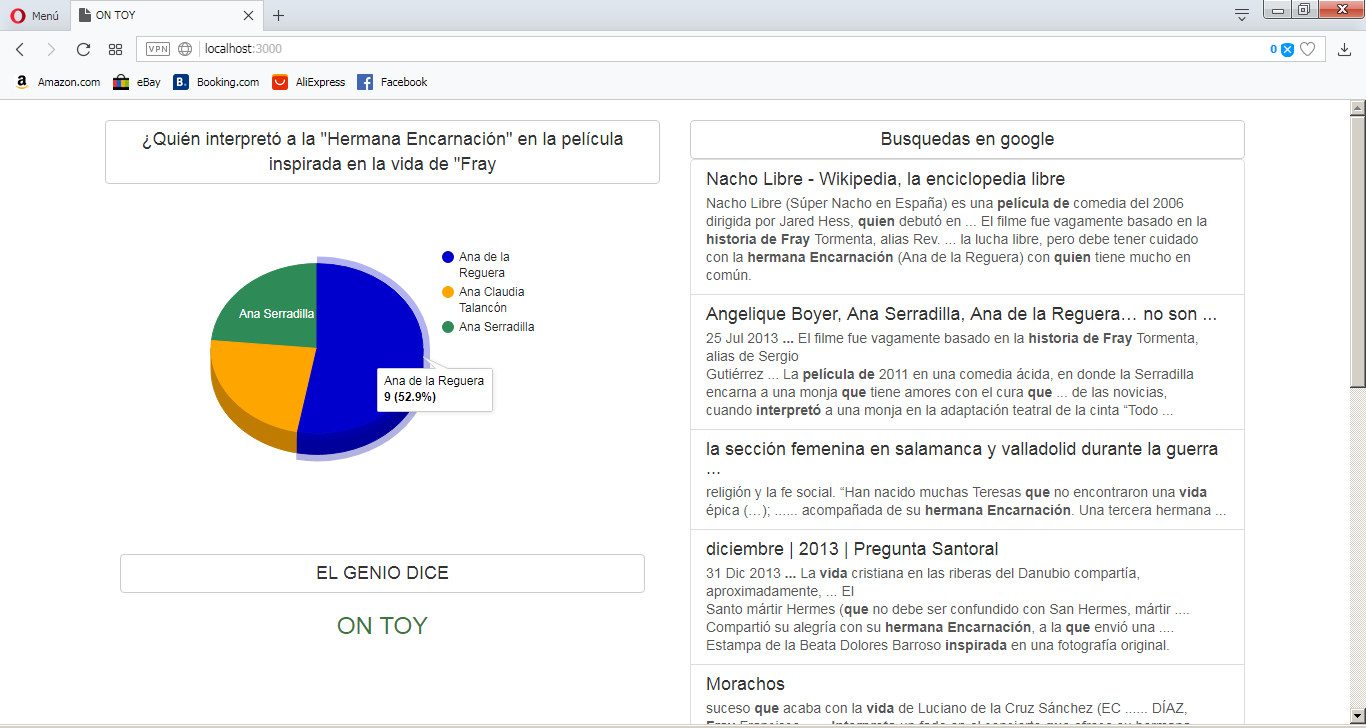 Menú
ON TOY
VPN
localhost:3000
0
Amazon.com
eBay
B.
Booking.com
AliExpress
Facebook
¿Quién interpretó a la "Hermana Encarnación" en la película
inspirada en la vida de "Fray
Ana de la
Reguera
Ana Claudia
Talancón
Ana Serradilla
Ana Serradilla
Ana de la Reguera
9 (52.9%)
EL GENIO DICE
ON TOY
Busquedas en google
Nacho Libre - Wikipedia, la enciclopedia libre
Nacho Libre (Súper Nacho en España) es una película de comedia del 2006
dirigida por Jared Hess, quien debutó en ... El filme fue vagamente basado en la
historia de Fray Tormenta, alias Rev. ... la lucha libre, pero debe tener cuidado
con la hermana Encarnación (Ana de la Reguera) con quien tiene mucho en
común.
Angelique Boyer, Ana Serradilla, Ana de la Reguera… no son ...
25 Jul 2013 ... El filme fue vagamente basado en la historia de Fray Tormenta,
alias de Sergio
Gutiérrez ... La película de 2011 en una comedia ácida, en donde la Serradilla
encarna a una monja que tiene amores con el cura que ... de las novicias,
cuando interpretó a una monja en la adaptación teatral de la cinta “Todo ...
la sección femenina en salamanca y valladolid durante la guerra
...
religión y la fe social. “Han nacido muchas Teresas que no encontraron una vida
épica (…); ...... acompañada de su hermana Encarnación. Una tercera hermana ...
diciembre | 2013 | Pregunta Santoral
31 Dic 2013 ... La vida cristiana en las riberas del Danubio compartía,
aproximadamente, ... El
Santo mártir Hermes (que no debe ser confundido con San Hermes, mártir ....
Compartió su alegría con su hermana Encarnación, a la que envió una ....
Estampa de la Beata Dolores Barroso inspirada en una fotografía original.
Morachos
suceso que acaba con la vida de Luciano de la Cruz Sánchez (EC ...... DÍAZ,